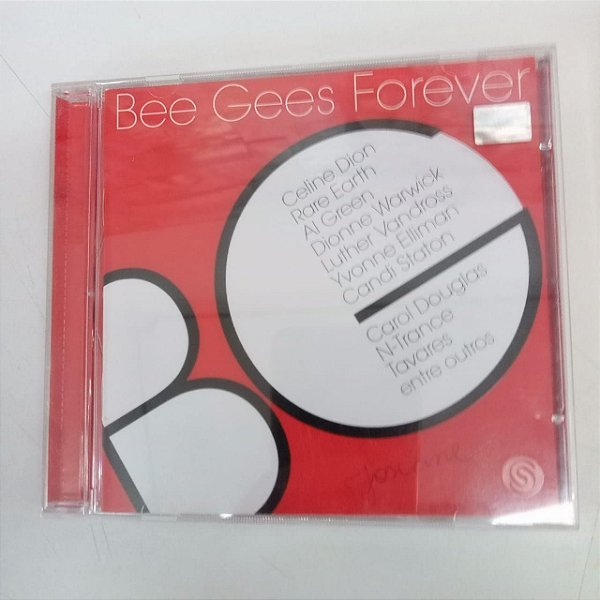 Bee Gees Forever
Celine Dion
Rare Earth
Al Green
Dionne Warwick
Luther Vandross
Yvonne Elliman
Candi Staton
Carol Douglas
N-Trance
Tavares
entre outros